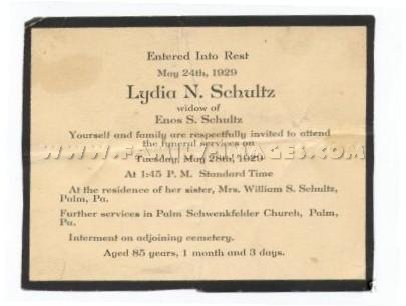 Entered Into Rest
May 24th, 1929
Lydia N. Schultz
widow of
Enos S. Schultz
Yourself and family are respectfully invited to attend
the funeral services on
Tuesday, May 28th, 1929
At 1:45 P. M. Standard Time
At the residence of her sister, Mrs. William S. Schultz,
Palm, Pa.
Further services in Palm Schwenkfelder Church, Palm,
Pa.
Interment on adjoining cemetery.
Aged 85 years, 1 month and 3 days.